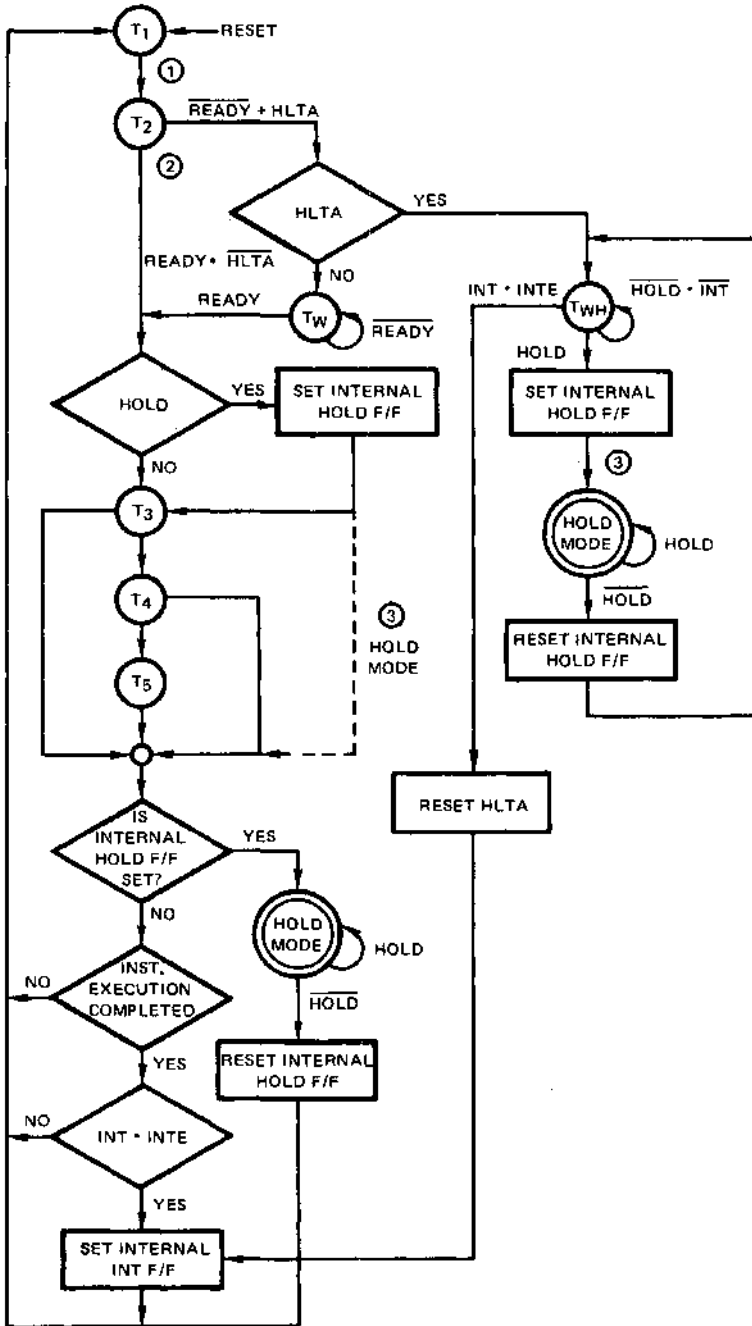 T1
RESET
①
T2
READY + HLTA
②
HLTA
YES
NO
READY • HLTA
READY
TW
READY
INT • INTE
TWH
HOLD • INT
HOLD
HOLD
YES
SET INTERNAL
HOLD F/F
SET INTERNAL
HOLD F/F
NO
③
T3
HOLD
MODE
HOLD
T4
③
HOLD
MODE
HOLD
RESET INTERNAL
HOLD F/F
T5
RESET HLTA
IS
INTERNAL
HOLD F/F
SET?
YES
NO
HOLD
MODE
HOLD
NO
INST.
EXECUTION
COMPLETED
HOLD
YES
RESET INTERNAL
HOLD F/F
NO
INT • INTE
YES
SET INTERNAL
INT F/F